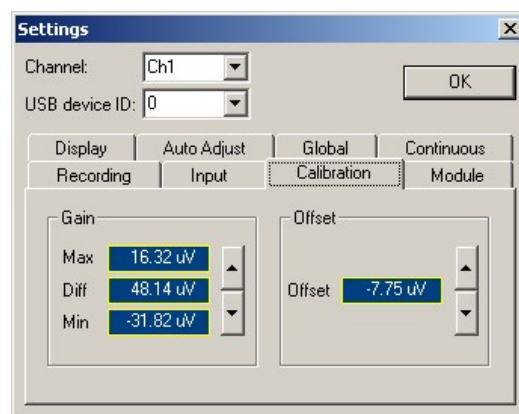 Settings
Channel: Ch1
OK
USB device ID: 0
Display Auto Adjust Global Continuous
Recording Input Calibration Module
Gain
Max 16.32 uV
Diff 48.14 uV
Min -31.82 uV
Offset
Offset -7.75 uV